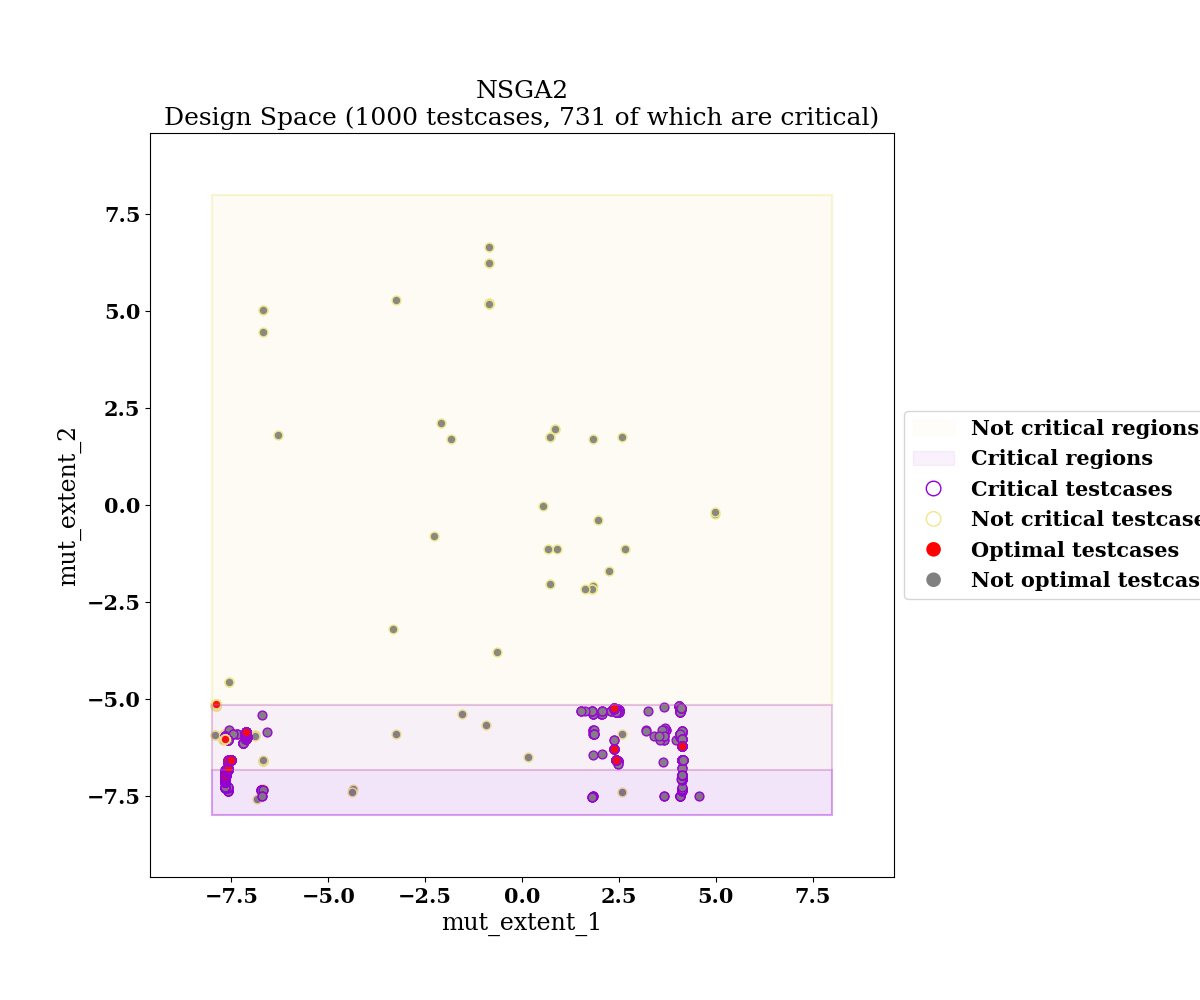 NSGA2
Design Space (1000 testcases, 731 of which are critical)
7.5
5.0
2.5
0.0
−2.5
−5.0
−7.5
mut_extent_2
−7.5
−5.0
−2.5
0.0
2.5
5.0
7.5
mut_extent_1
Not critical regions
Critical regions
Critical testcases
Not critical testcase
Optimal testcases
Not optimal testcas